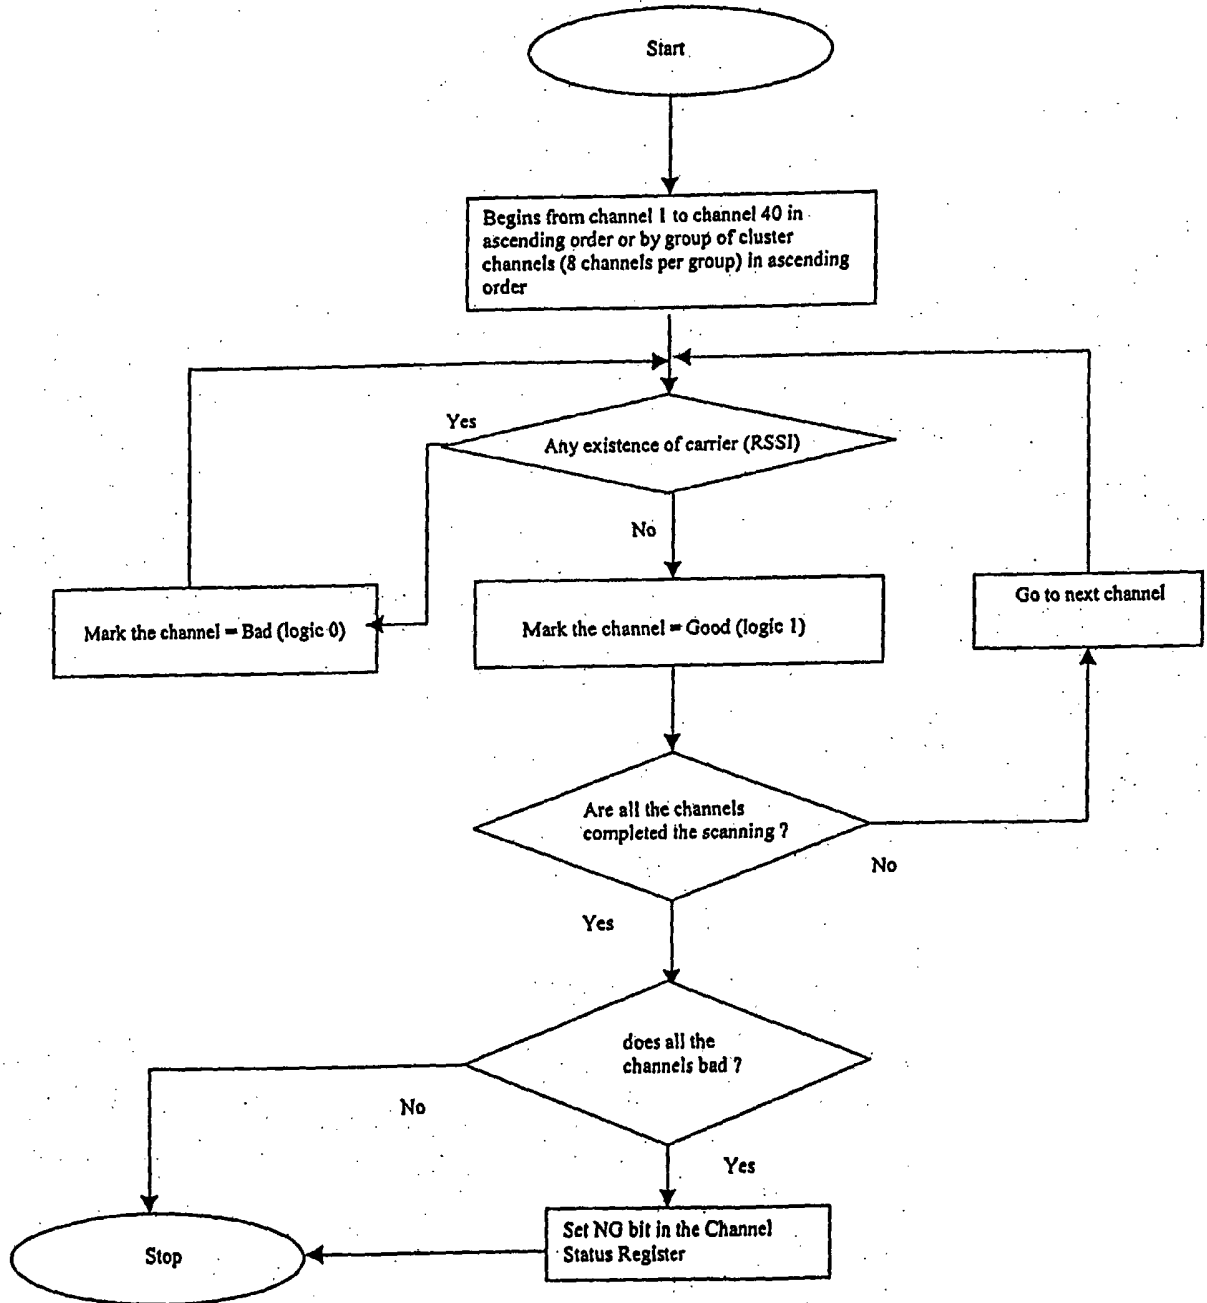 Start
Begins from channel 1 to channel 40 in
ascending order or by group of cluster
channels (8 channels per group) in ascending
order
Yes
Any existence of carrier (RSSI)
No
Mark the channel = Bad (logic 0)
Mark the channel = Good (logic 1)
Go to next channel
Are all the channels
completed the scanning ?
No
Yes
does all the
channels bad ?
No
Yes
Set NG bit in the Channel
Status Register
Stop